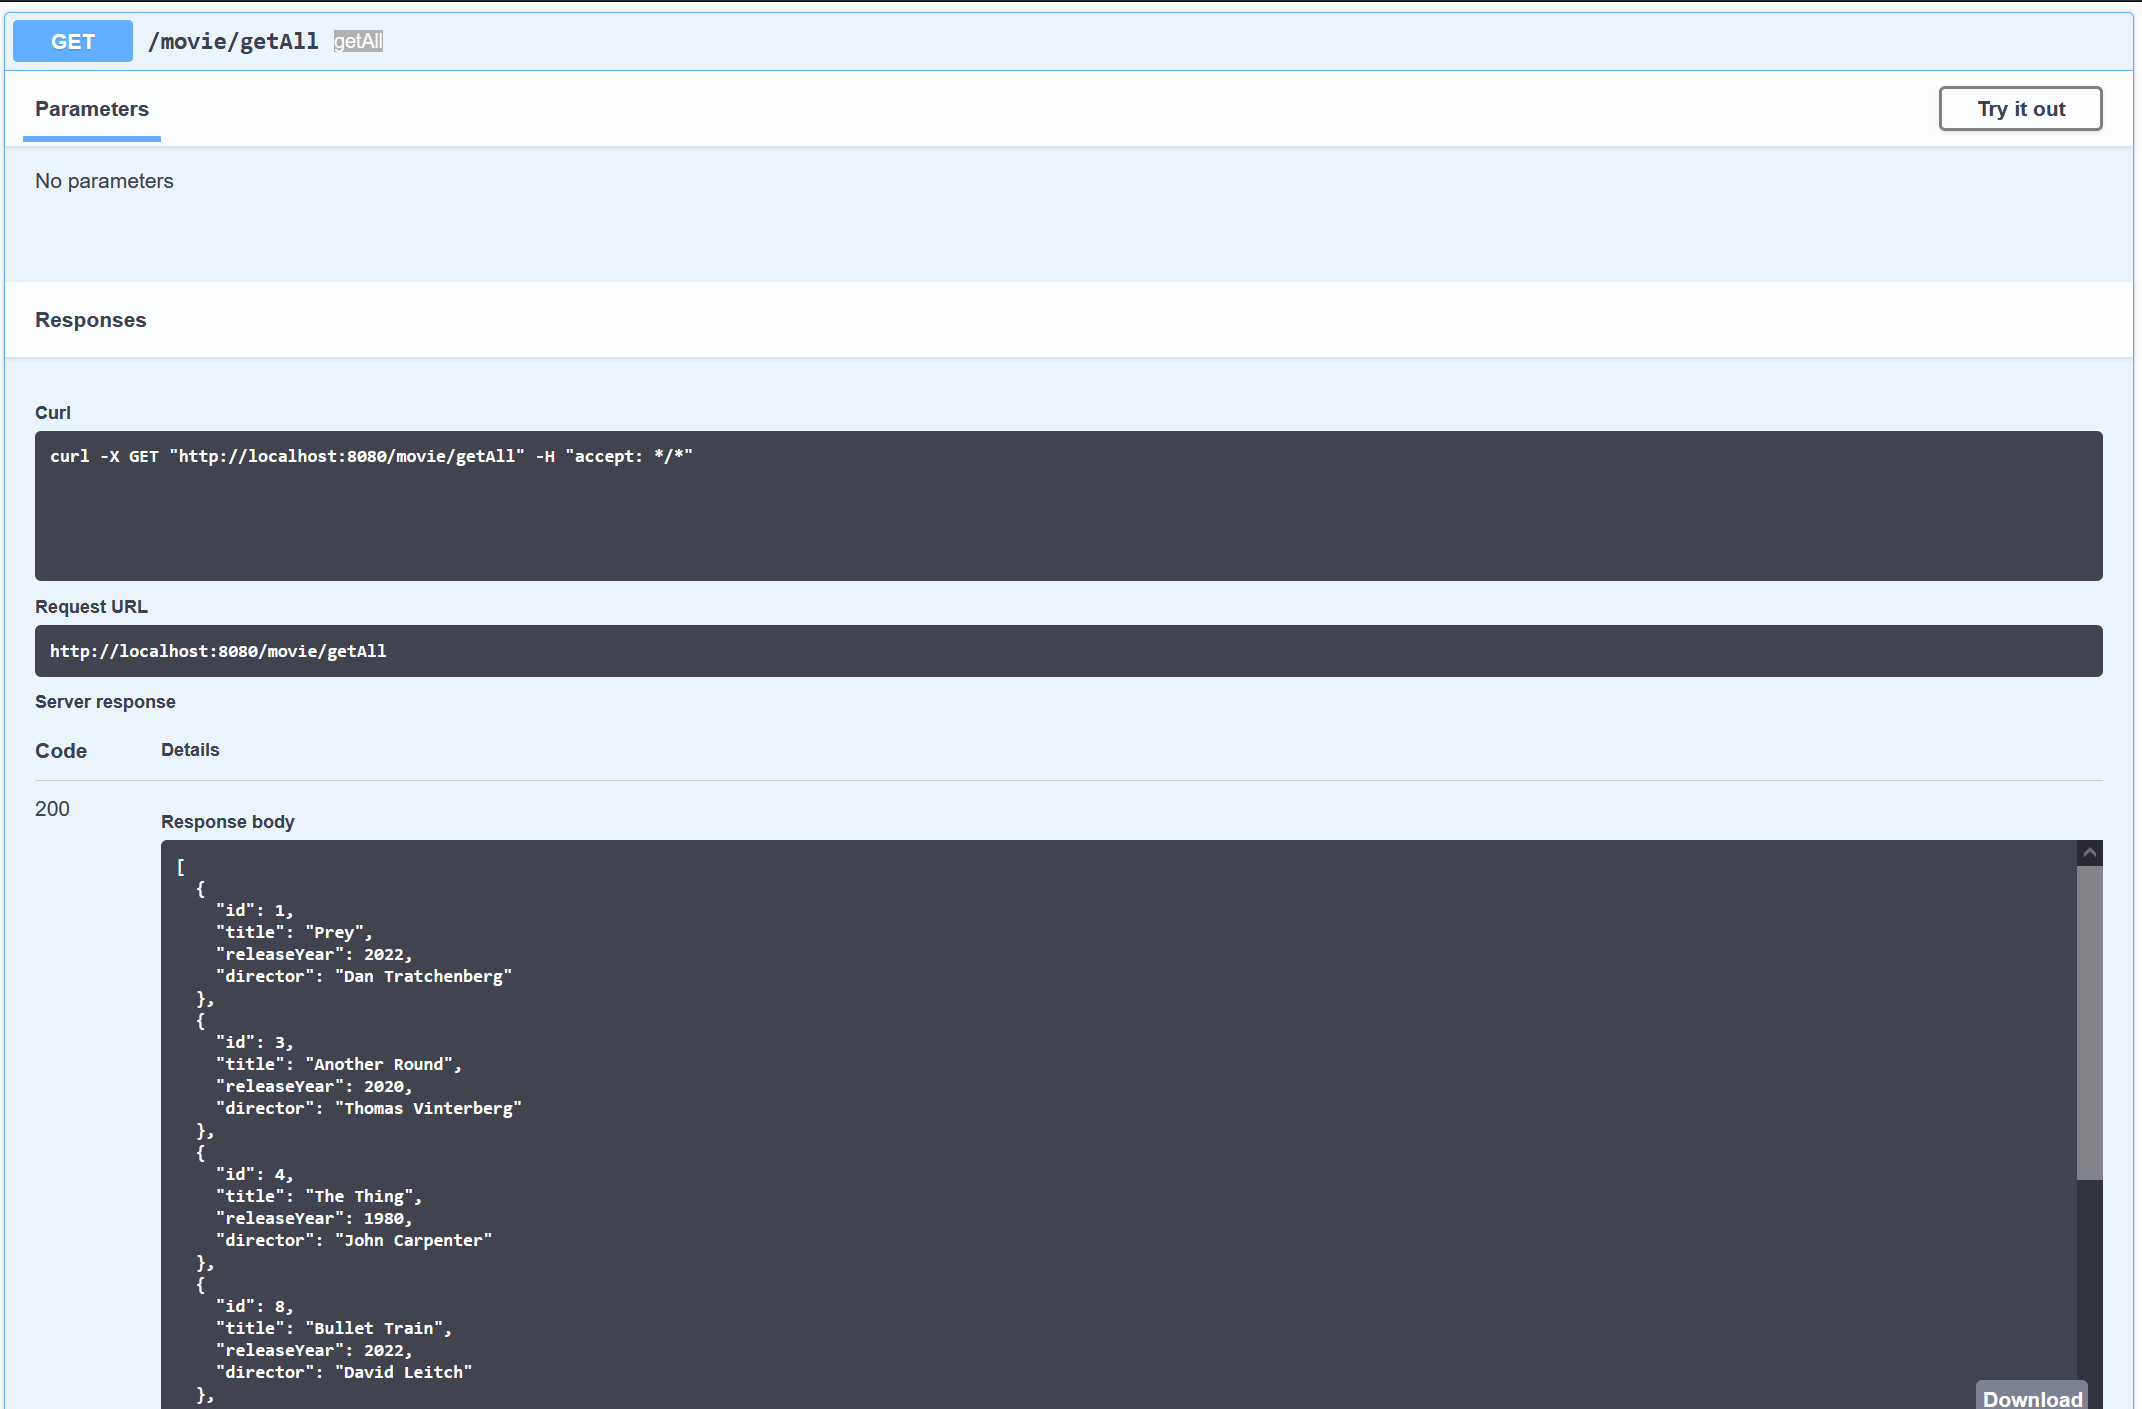 GET /movie/getAll getAll
Parameters
Try it out
No parameters
Responses
Curl
curl -X GET "http://localhost:8080/movie/getAll" -H "accept: */*"
Request URL
http://localhost:8080/movie/getAll
Server response
Code Details
200
Response body
[
  {
    "id": 1,
    "title": "Prey",
    "releaseYear": 2022,
    "director": "Dan Tratchenberg"
  },
  {
    "id": 3,
    "title": "Another Round",
    "releaseYear": 2020,
    "director": "Thomas Vinterberg"
  },
  {
    "id": 4,
    "title": "The Thing",
    "releaseYear": 1980,
    "director": "John Carpenter"
  },
  {
    "id": 8,
    "title": "Bullet Train",
    "releaseYear": 2022,
    "director": "David Leitch"
  },
Download